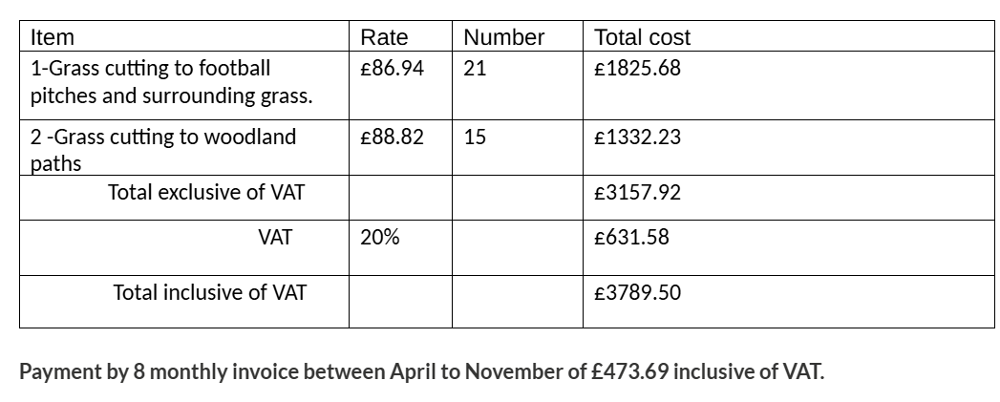 Item Rate Number Total cost
1-Grass cutting to football £86.94 21 £1825.68
pitches and surrounding grass.
2 -Grass cutting to woodland £88.82 15 £1332.23
paths
Total exclusive of VAT £3157.92
VAT 20% £631.58
Total inclusive of VAT £3789.50
Payment by 8 monthly invoice between April to November of £473.69 inclusive of VAT.